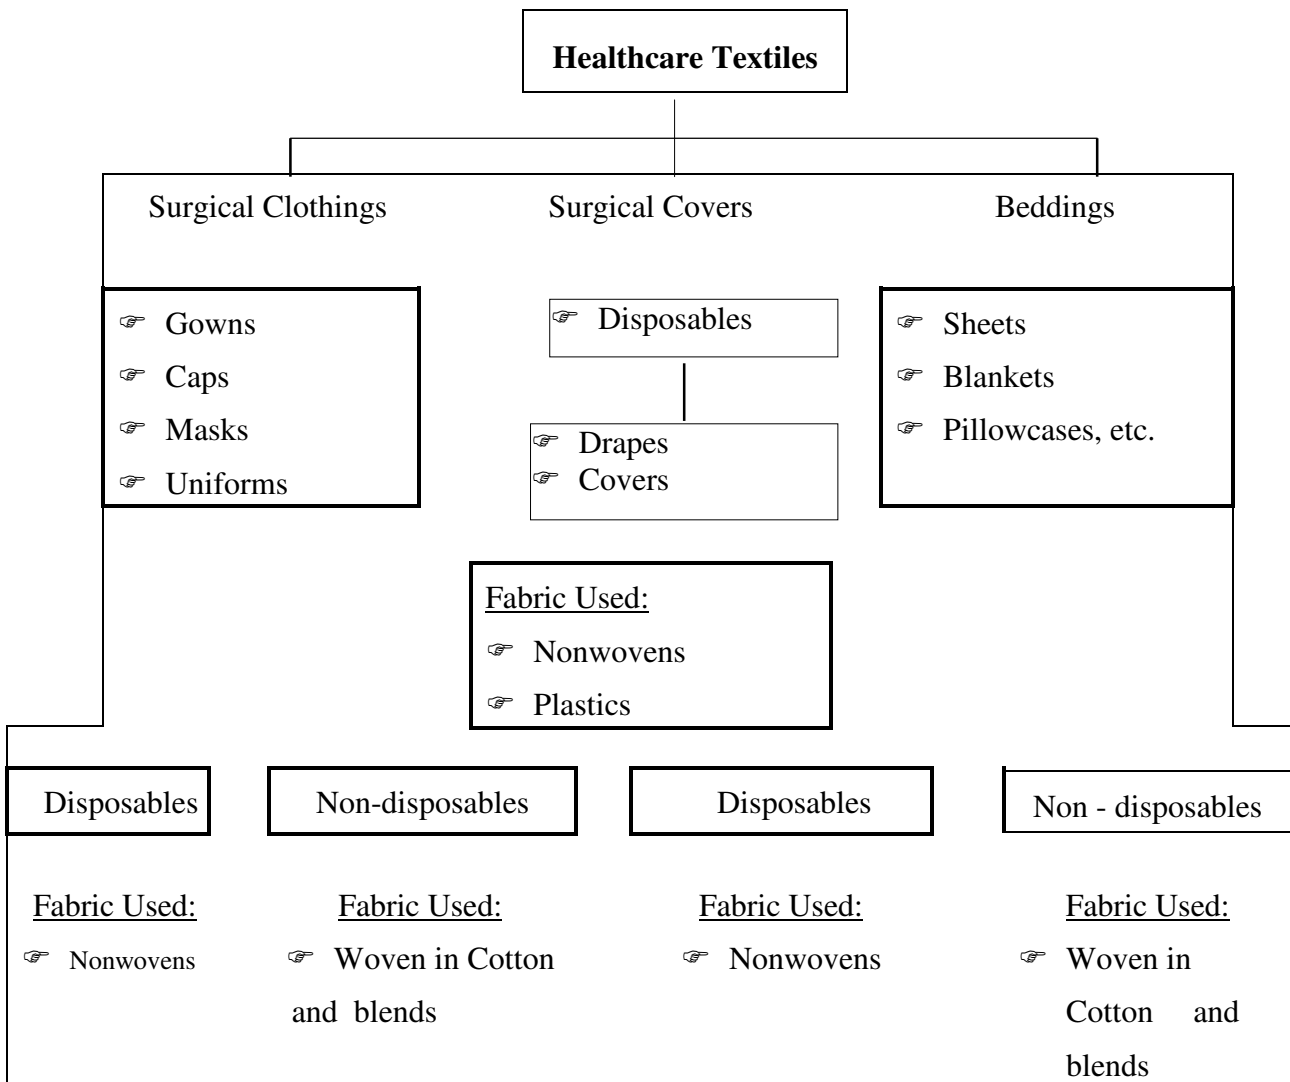 Healthcare Textiles
Surgical Clothings
Surgical Covers
Beddings
☞ Gowns
☞ Caps
☞ Masks
☞ Uniforms
☞ Disposables
☞ Drapes
☞ Covers
☞ Sheets
☞ Blankets
☞ Pillowcases, etc.
Fabric Used:
☞ Nonwovens
☞ Plastics
Disposables
Non-disposables
Disposables
Non - disposables
Fabric Used:
☞ Nonwovens
Fabric Used:
☞ Woven in Cotton
and blends
Fabric Used:
☞ Nonwovens
Fabric Used:
☞ Woven in
Cotton and
blends